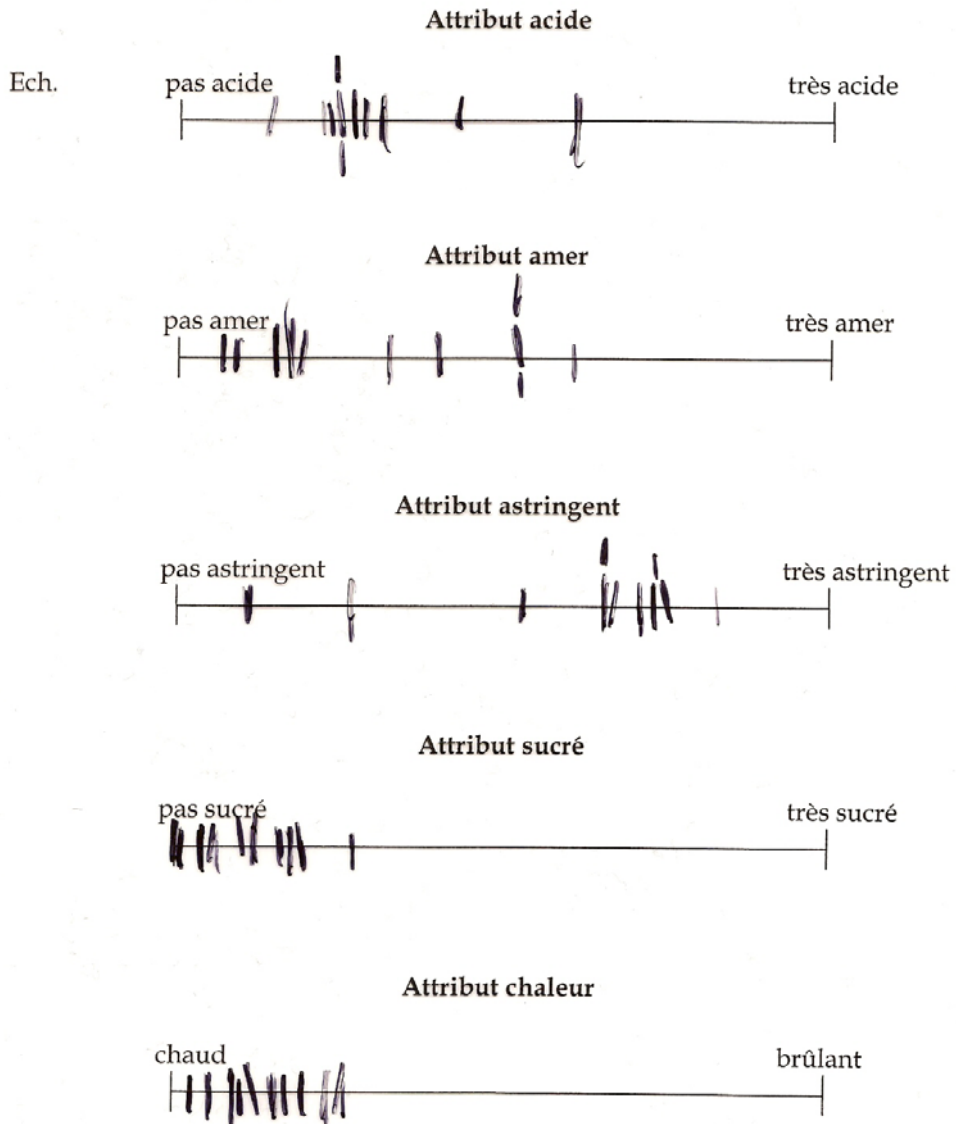 Attribut acide
Ech.
pas acide très acide
Attribut amer
pas amer très amer
Attribut astringent
pas astringent très astringent
Attribut sucré
pas sucré très sucré
Attribut chaleur
chaud brûlant